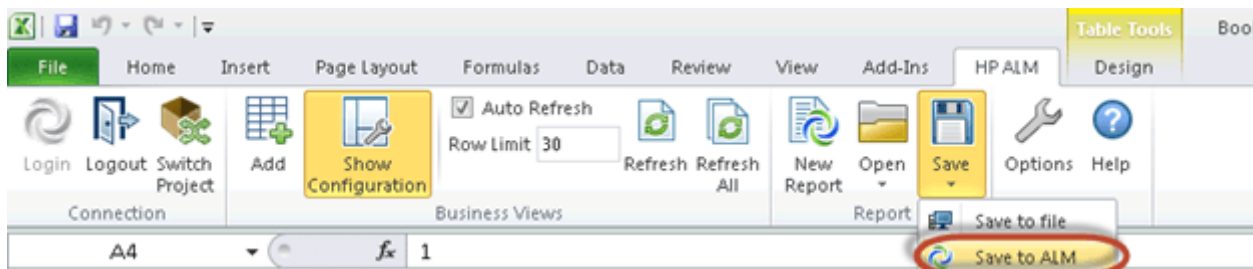 Table Tools Boo
File Home Insert Page Layout Formulas Data Review View Add-Ins HP ALM Design
Auto Refresh
Row Limit 30
Login Logout Switch Project Add Show Configuration Refresh Refresh All New Report Open Save Options Help
Connection Business Views Report
Save to file
A4 fx 1
Save to ALM